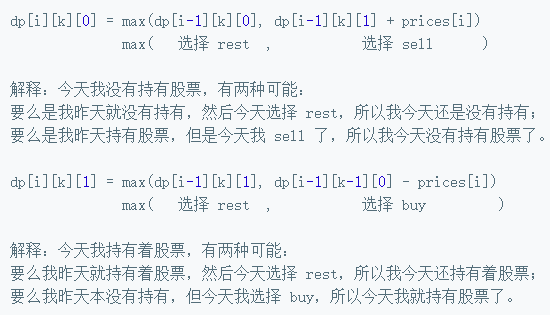 dp[i][k][0] = max(dp[i-1][k][0], dp[i-1][k][1] + prices[i])
max( 选择 rest , 选择 sell )
解释：今天我没有持有股票，有两种可能：
要么是我昨天就没有持有，然后今天选择 rest，所以我今天还是没有持有；
要么是我昨天持有股票，但是今天我 sell 了，所以我今天没有持有股票了。
dp[i][k][1] = max(dp[i-1][k][1], dp[i-1][k-1][0] - prices[i])
max( 选择 rest , 选择 buy )
解释：今天我持有着股票，有两种可能：
要么我昨天就持有着股票，然后今天选择 rest，所以我今天还持有着股票；
要么我昨天本没有持有，但今天我选择 buy，所以今天我就持有股票了。